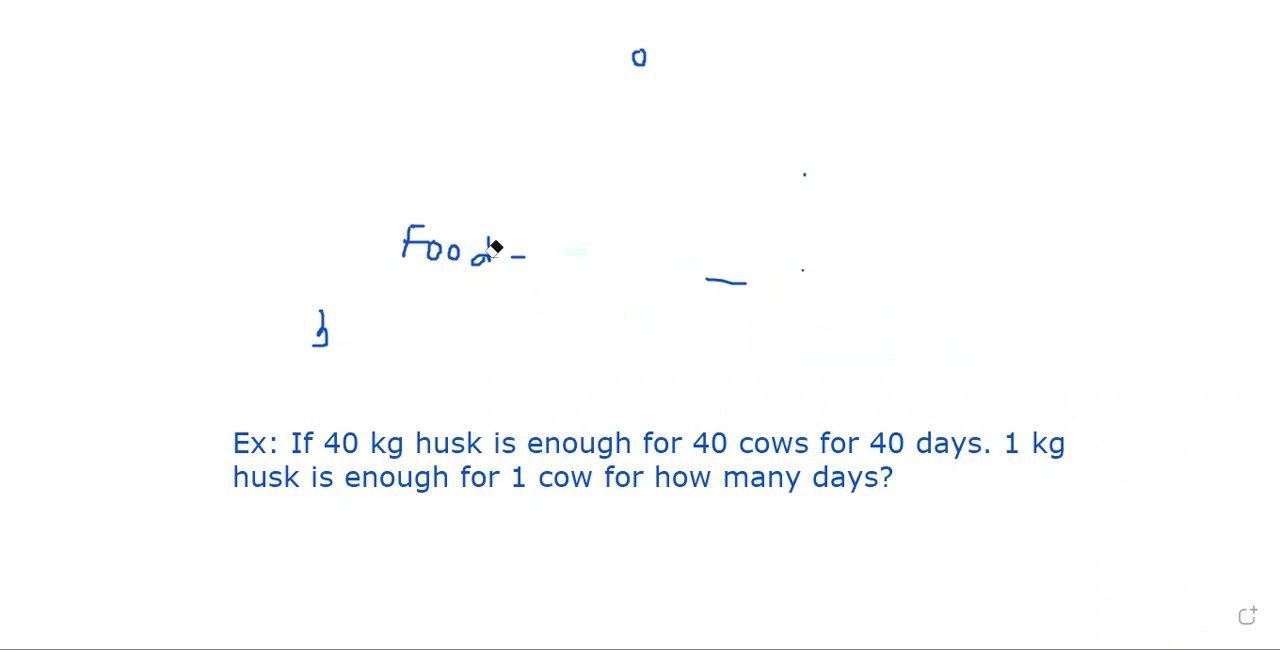 Food -
Ex: If 40 kg husk is enough for 40 cows for 40 days. 1 kg
husk is enough for 1 cow for how many days?